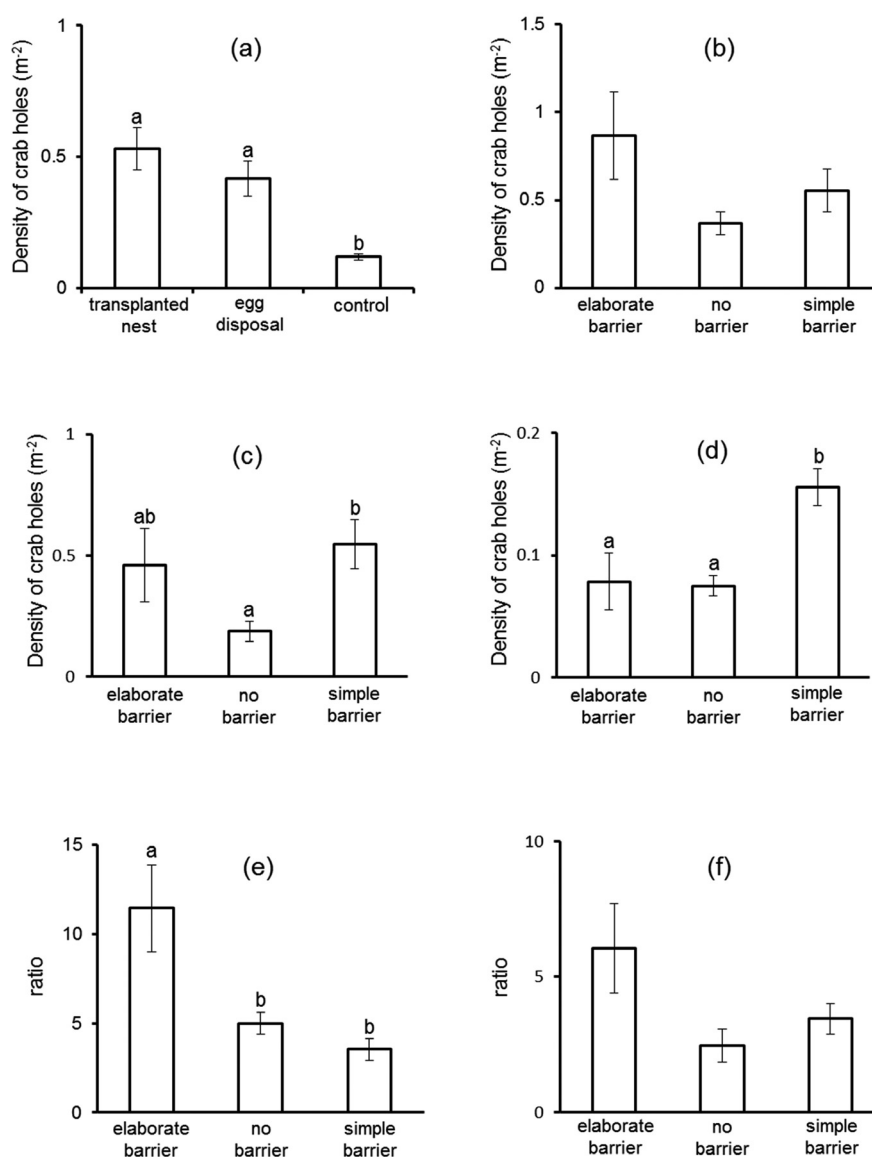 (a)
Density of crab holes (m-2)
1
0.5
0
a
a
b
transplanted
nest
egg
disposal
control
(b)
Density of crab holes (m-2)
1.5
1
0.5
0
elaborate
barrier
no
barrier
simple
barrier
(c)
Density of crab holes (m-2)
1
0.5
0
ab
a
b
elaborate
barrier
no
barrier
simple
barrier
(d)
Density of crab holes (m-2)
0.2
0.1
0
a
a
b
elaborate
barrier
no
barrier
simple
barrier
(e)
ratio
15
10
5
0
a
b
b
elaborate
barrier
no
barrier
simple
barrier
(f)
ratio
10
5
0
elaborate
barrier
no
barrier
simple
barrier